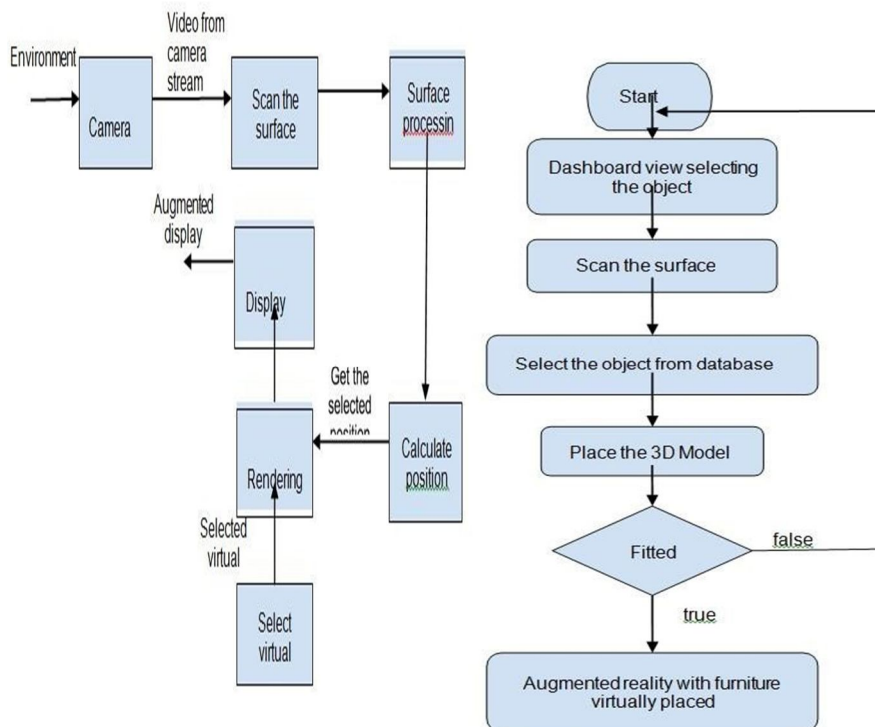 Environment
Video from
camera
stream
Camera
Scan the
surface
Surface
processin
Augmented
display
Display
Get the
selected
position
Rendering
Calculate
position
Selected
virtual
Select
virtual
Start
Dashboard view selecting
the object
Scan the surface
Select the object from database
Place the 3D Model
Fitted
false
true
Augmented reality with furniture
virtually placed